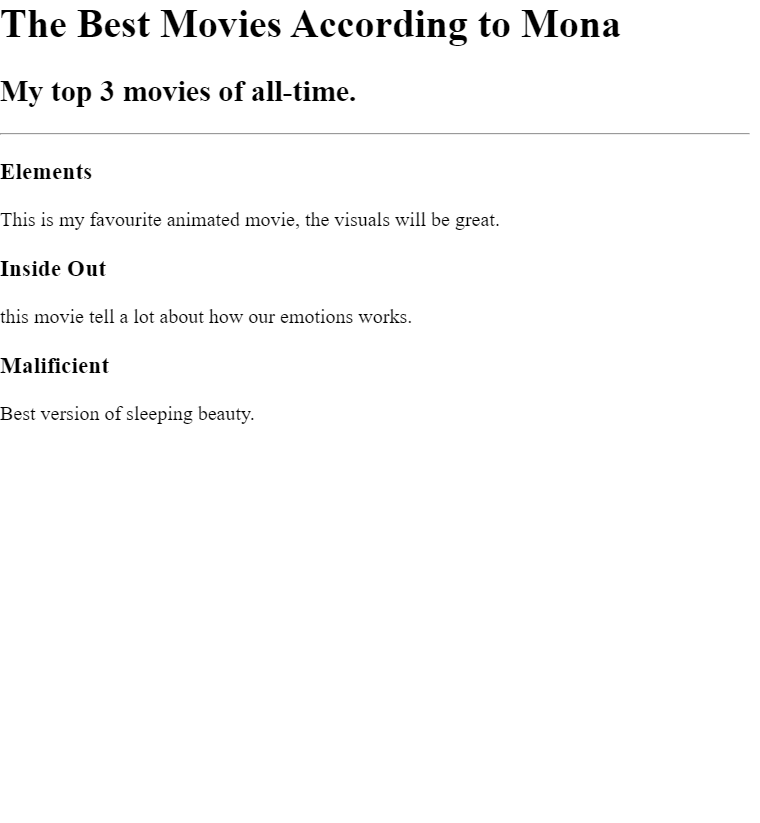 The Best Movies According to Mona
My top 3 movies of all-time.
Elements
This is my favourite animated movie, the visuals will be great.
Inside Out
this movie tell a lot about how our emotions works.
Malificient
Best version of sleeping beauty.